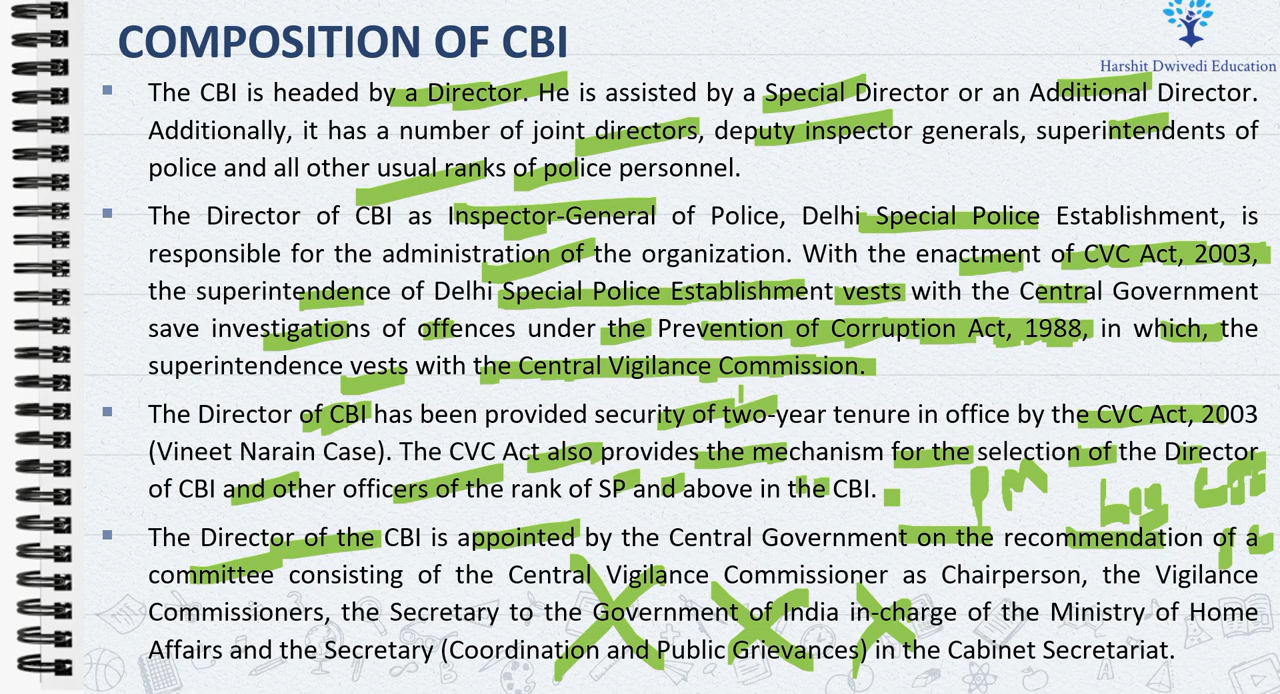 COMPOSITION OF CBI
Harshit Dwivedi Education
The CBI is headed by a Director. He is assisted by a Special Director or an Additional Director.
Additionally, it has a number of joint directors, deputy inspector generals, superintendents of
police and all other usual ranks of police personnel.
The Director of CBI as Inspector-General of Police, Delhi Special Police Establishment, is
responsible for the administration of the organization. With the enactment of CVC Act, 2003,
the superintendence of Delhi Special Police Establishment vests with the Central Government
save investigations of offences under the Prevention of Corruption Act, 1988, in which, the
superintendence vests with the Central Vigilance Commission.
The Director of CBI has been provided security of two-year tenure in office by the CVC Act, 2003
(Vineet Narain Case). The CVC Act also provides the mechanism for the selection of the Director
of CBI and other officers of the rank of SP and above in the CBI.
The Director of the CBI is appointed by the Central Government on the recommendation of a
committee consisting of the Central Vigilance Commissioner as Chairperson, the Vigilance
Commissioners, the Secretary to the Government of India in-charge of the Ministry of Home
Affairs and the Secretary (Coordination and Public Grievances) in the Cabinet Secretariat.